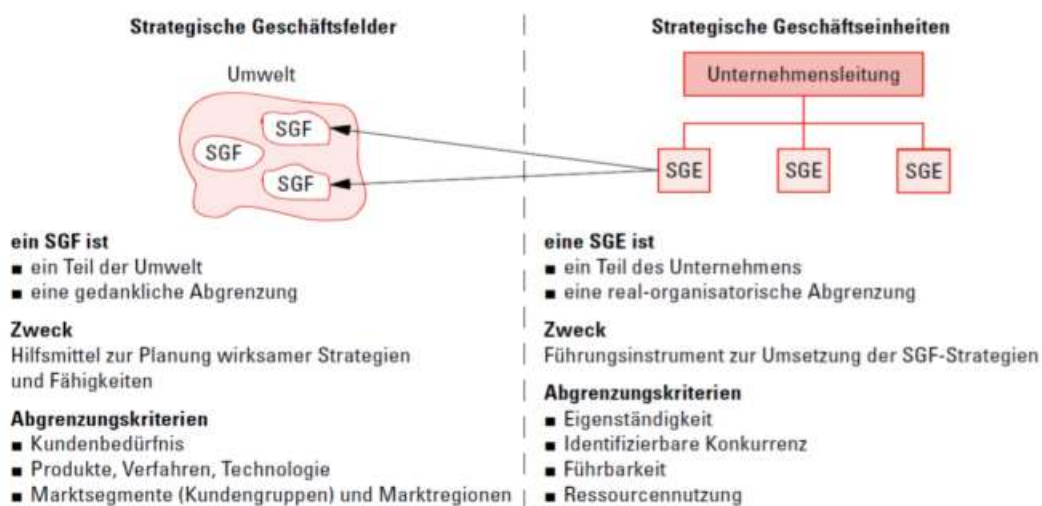 Strategische Geschäftsfelder
Umwelt
SGF
SGF
SGF
ein SGF ist
■ ein Teil der Umwelt
■ eine gedankliche Abgrenzung
Zweck
Hilfsmittel zur Planung wirksamer Strategien
und Fähigkeiten
Abgrenzungskriterien
■ Kundenbedürfnis
■ Produkte, Verfahren, Technologie
■ Marktsegmente (Kundengruppen) und Marktregionen
Strategische Geschäftseinheiten
Unternehmensleitung
SGE
SGE
SGE
eine SGE ist
■ ein Teil des Unternehmens
■ eine real-organisatorische Abgrenzung
Zweck
Führungsinstrument zur Umsetzung der SGF-Strategien
Abgrenzungskriterien
■ Eigenständigkeit
■ Identifizierbare Konkurrenz
■ Führbarkeit
■ Ressourcennutzung